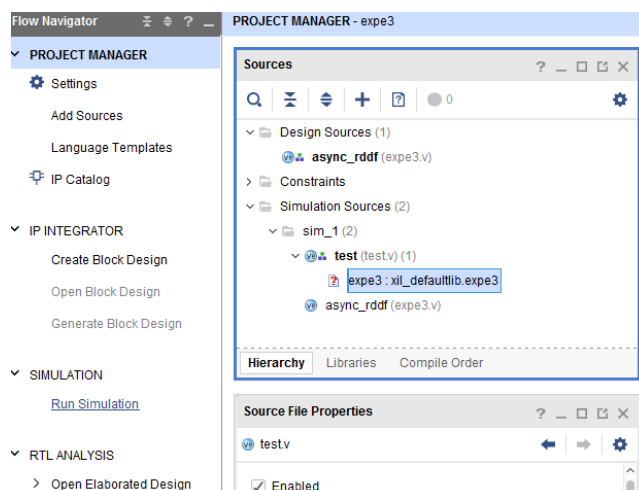 Flow Navigator
PROJECT MANAGER - expe3
PROJECT MANAGER
Settings
Add Sources
Language Templates
IP Catalog
IP INTEGRATOR
Create Block Design
Open Block Design
Generate Block Design
SIMULATION
Run Simulation
RTL ANALYSIS
Open Elaborated Design
Sources
0
Design Sources (1)
async_rddf (expe3.v)
Constraints
Simulation Sources (2)
sim_1 (2)
test (test.v) (1)
expe3 : xil_defaultlib.expe3
async_rddf (expe3.v)
Hierarchy Libraries Compile Order
Source File Properties
test.v
Enabled